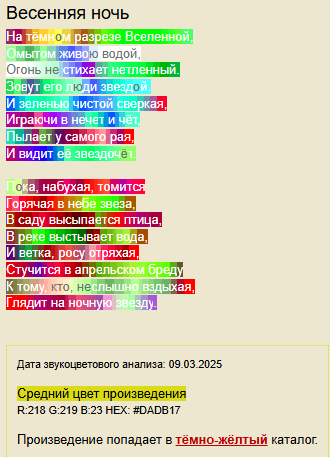 Весенняя ночь
На тёмном разрезе Вселенной,
Омытом живою водой,
Огонь не стихает нетленный.
Зовут его люди звездой.
И зеленью чистой сверкая,
Играючи в нечет и чёт,
Пылает у самого рая,
И видит её звездочёт.
Пока, набухая, томится
Горячая в небе звезда,
В саду высыпается птица,
В реке выстывает вода,
И ветка, росу отряхая,
Стучится в апрельском бреду
К тому, кто, неслышно вздыхая,
Глядит на ночную звезду.
Дата звукоцветового анализа: 09.03.2025
Средний цвет произведения
R:218 G:219 B:23 HEX: #DADB17
Произведение попадает в тёмно-жёлтый каталог.